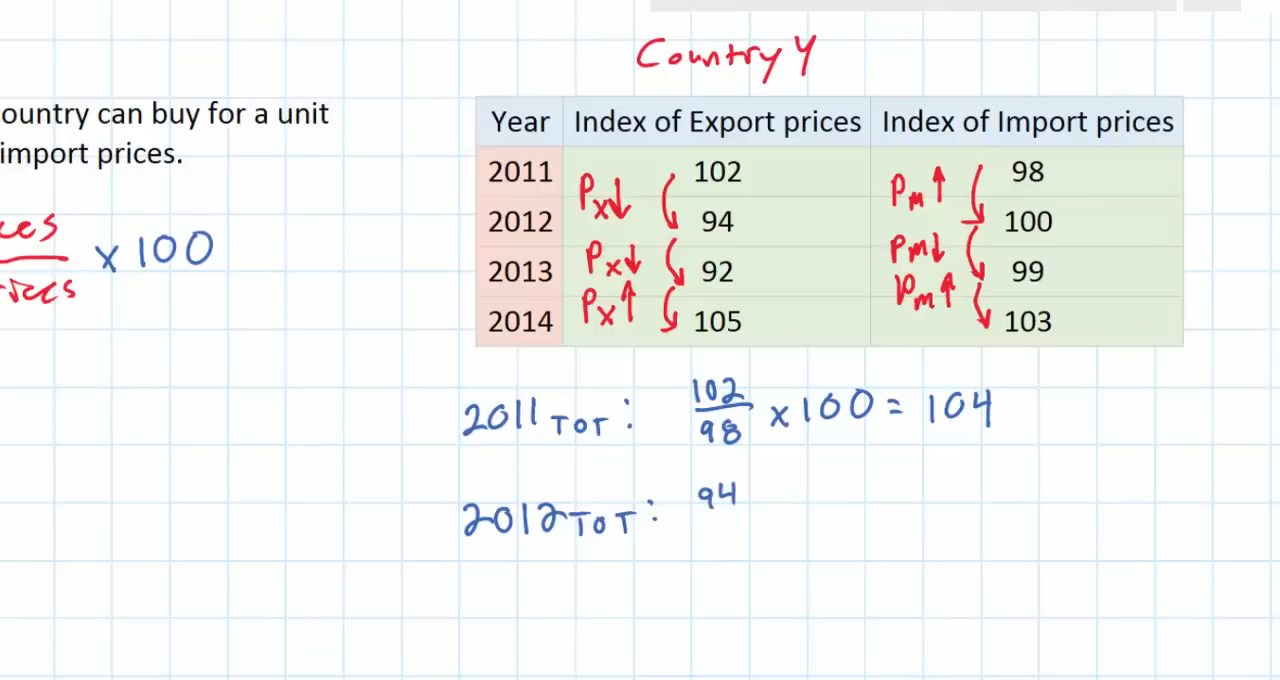 Country Y
ountry can buy for a unit
import prices.
ces
x 100
Year Index of Export prices Index of Import prices
2011 Px↓ 102 Pm↑ 98
2012 94 100
2013 Px↓ 92 Pm↓ 99
2014 Px↑ 105 Pm↑ 103
2011 TOT: 102/98 x 100 = 104
2012 TOT: 94